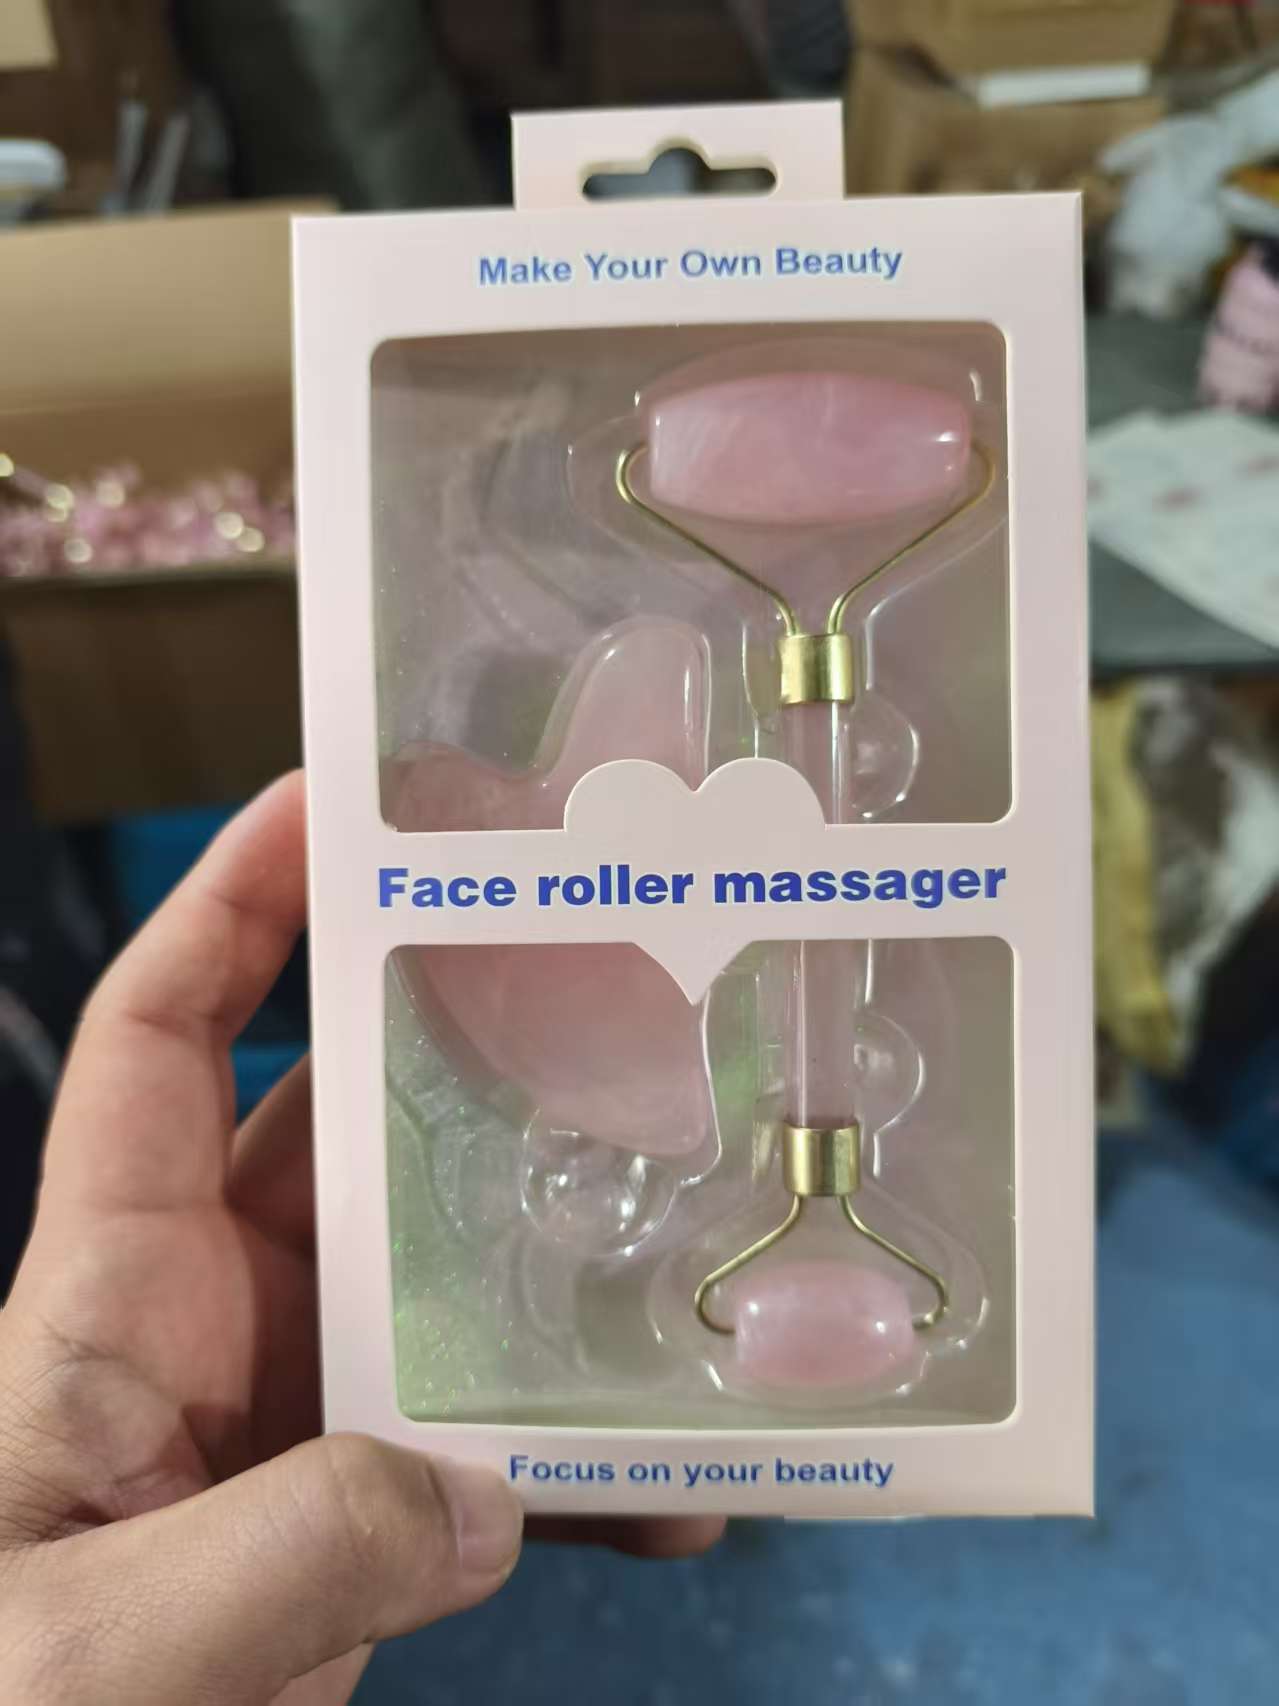 Make Your Own Beauty
Face roller massager
Focus on your beauty